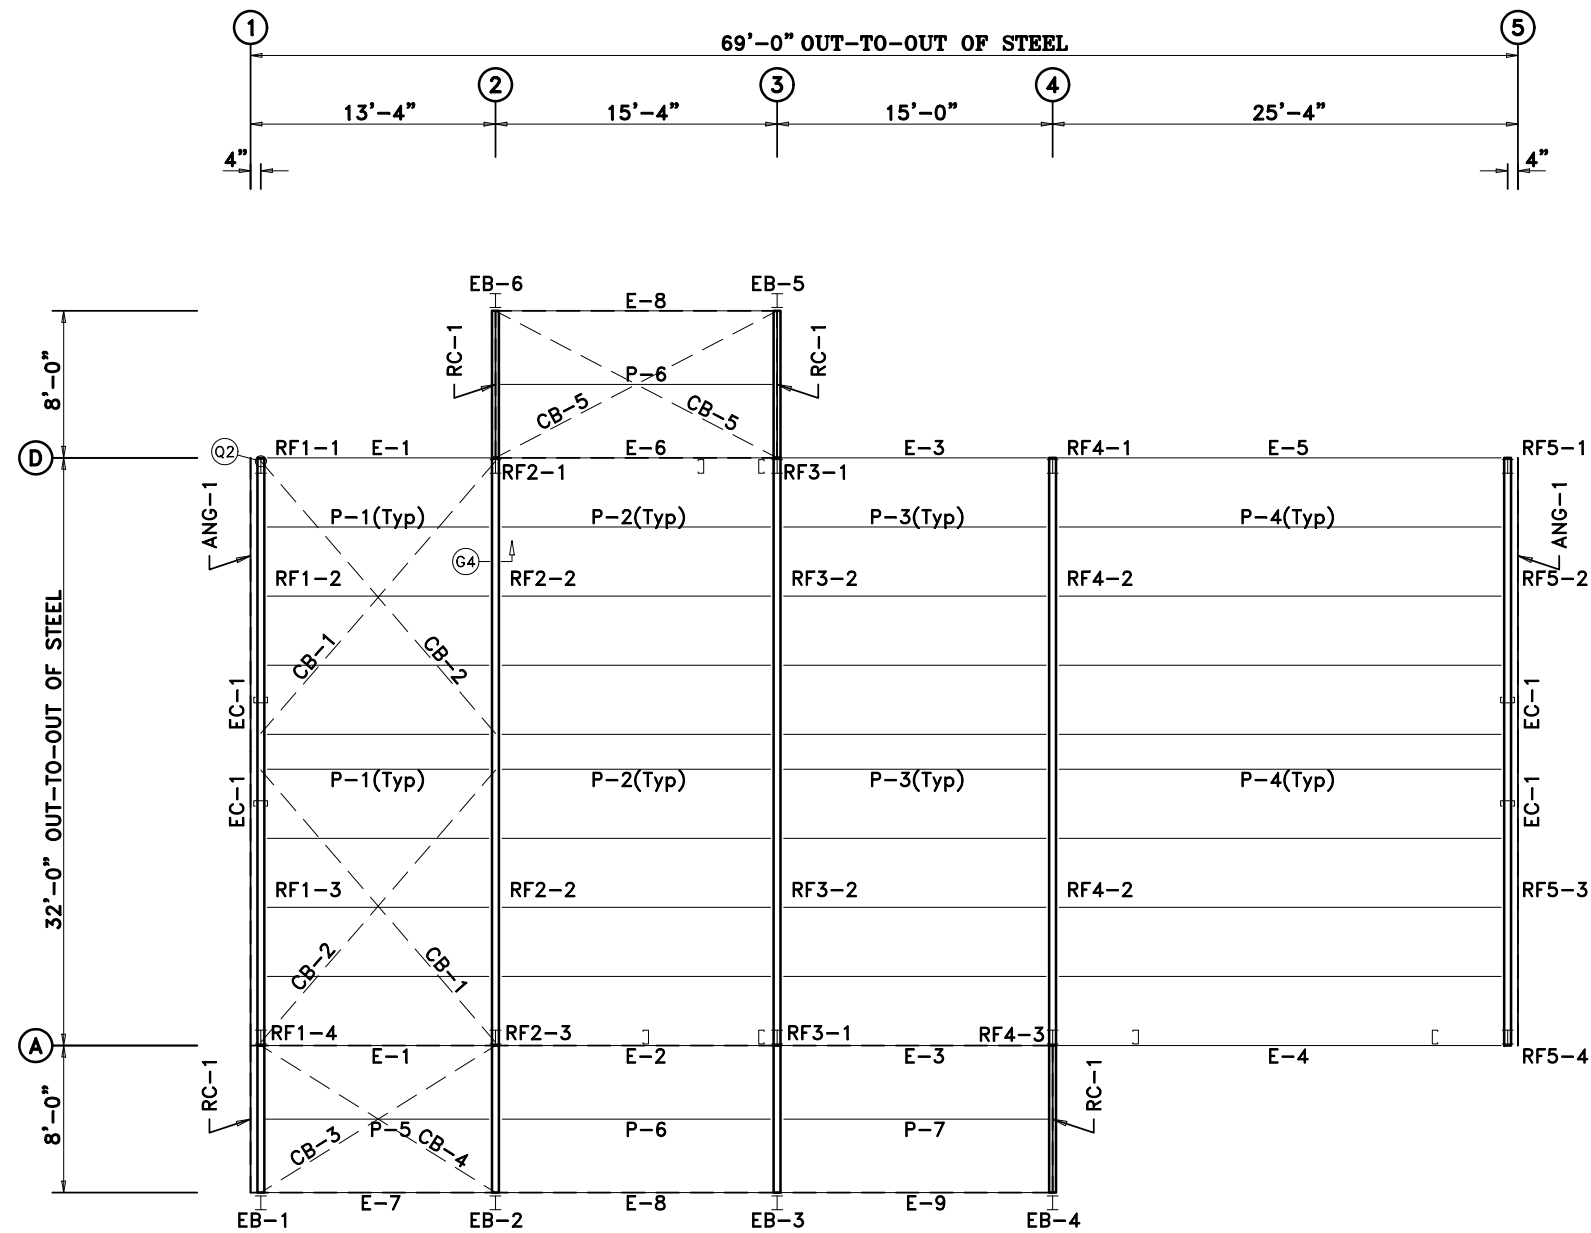 1
5
69'-0" OUT-TO-OUT OF STEEL
2
3
4
13'-4"
15'-4"
15'-0"
25'-4"
4"
4"
EB-6
EB-5
E-8
RC-1
RC-1
8'-0"
P-6
CB-5
CB-5
D
Q2
RF1-1
E-1
E-6
E-3
RF4-1
E-5
RF5-1
RF2-1
RF3-1
ANG-1
ANG-1
P-1(Typ)
P-2(Typ)
P-3(Typ)
P-4(Typ)
G4
RF1-2
RF2-2
RF3-2
RF4-2
RF5-2
CB-1
CB-2
32'-0" OUT-TO-OUT OF STEEL
EC-1
EC-1
P-1(Typ)
P-2(Typ)
P-3(Typ)
P-4(Typ)
EC-1
EC-1
RF1-3
RF2-2
RF3-2
RF4-2
RF5-3
CB-2
CB-1
RF1-4
RF2-3
RF3-1
RF4-3
A
E-1
E-2
E-3
E-4
RF5-4
RC-1
RC-1
8'-0"
P-5
P-6
P-7
CB-3
CB-4
E-7
E-8
E-9
EB-1
EB-2
EB-3
EB-4